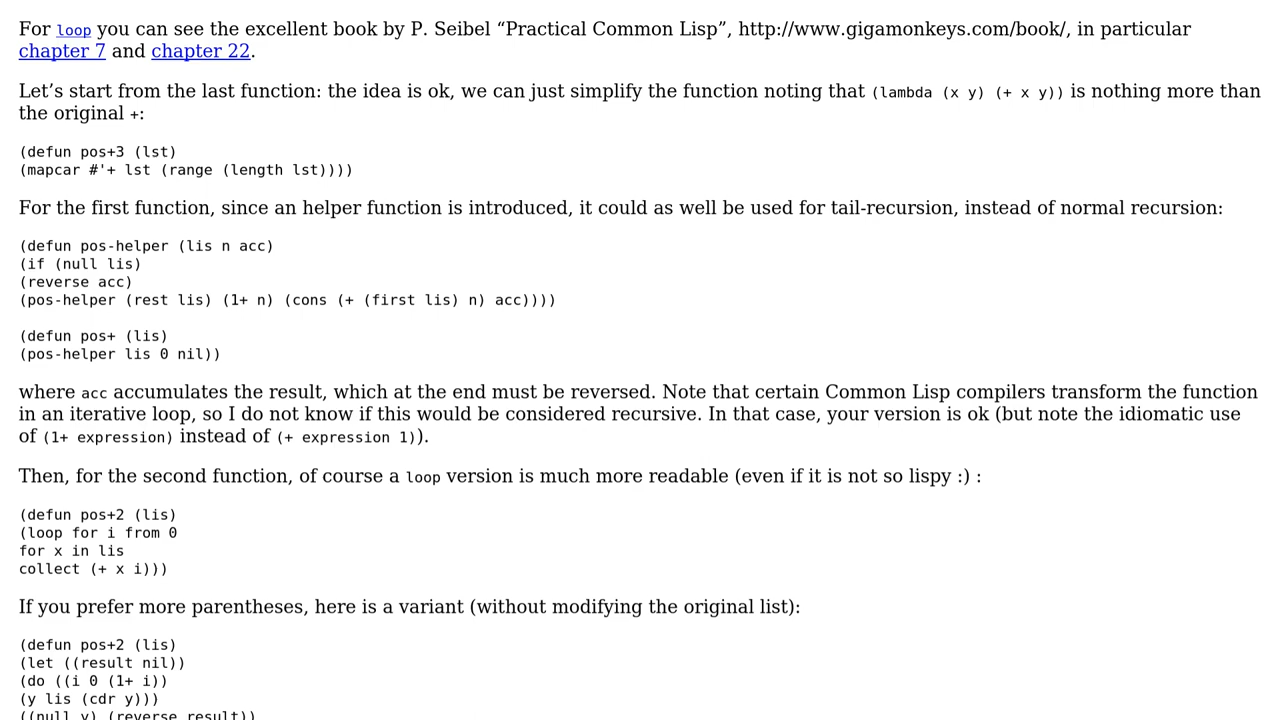 For loop you can see the excellent book by P. Seibel “Practical Common Lisp”, http://www.gigamonkeys.com/book/, in particular
chapter 7 and chapter 22.
Let’s start from the last function: the idea is ok, we can just simplify the function noting that (lambda (x y) (+ x y)) is nothing more than
the original +:
(defun pos+3 (lst)
(mapcar #'+ lst (range (length lst))))
For the first function, since an helper function is introduced, it could as well be used for tail-recursion, instead of normal recursion:
(defun pos-helper (lis n acc)
(if (null lis)
(reverse acc)
(pos-helper (rest lis) (1+ n) (cons (+ (first lis) n) acc))))
(defun pos+ (lis)
(pos-helper lis 0 nil))
where acc accumulates the result, which at the end must be reversed. Note that certain Common Lisp compilers transform the function
in an iterative loop, so I do not know if this would be considered recursive. In that case, your version is ok (but note the idiomatic use
of (1+ expression) instead of (+ expression 1)).
Then, for the second function, of course a loop version is much more readable (even if it is not so lispy :) :
(defun pos+2 (lis)
(loop for i from 0
for x in lis
collect (+ x i)))
If you prefer more parentheses, here is a variant (without modifying the original list):
(defun pos+2 (lis)
(let ((result nil))
(do ((i 0 (1+ i))
(y lis (cdr y)))
((null y) (reverse result))